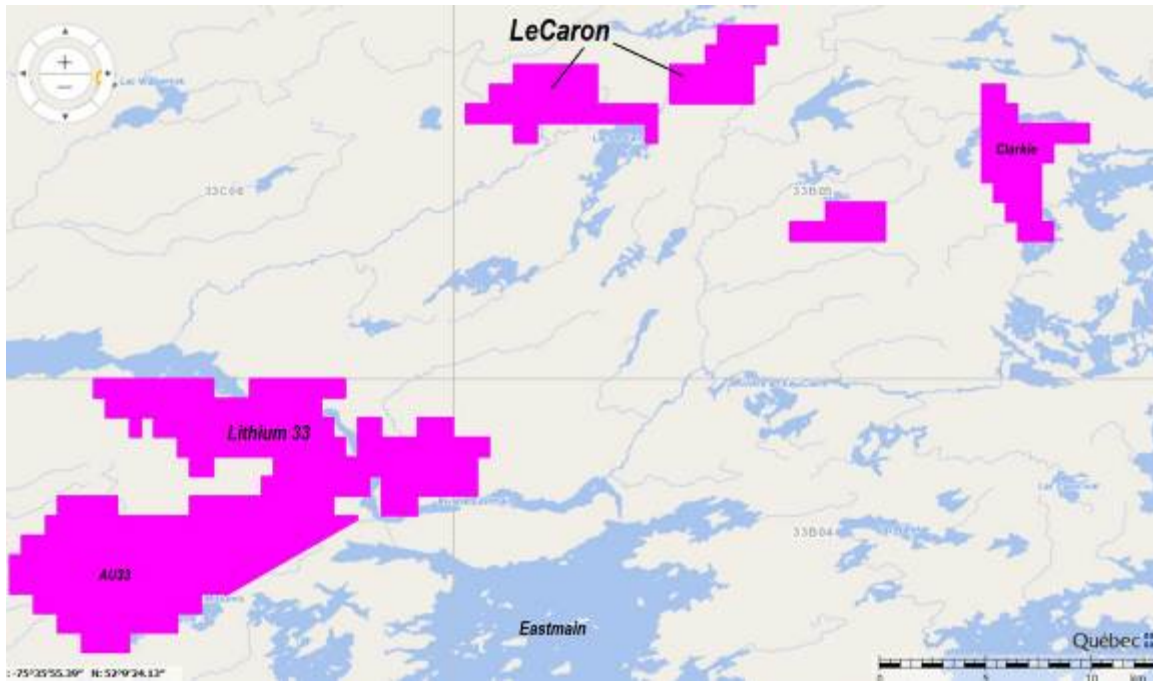 LeCaron
Clarkie
33C08
33B05
Lithium 33
33B04
AU33
Eastmain
Québec
: -75°35'55.39" N: 52°9'24.13"
0 5 10 km